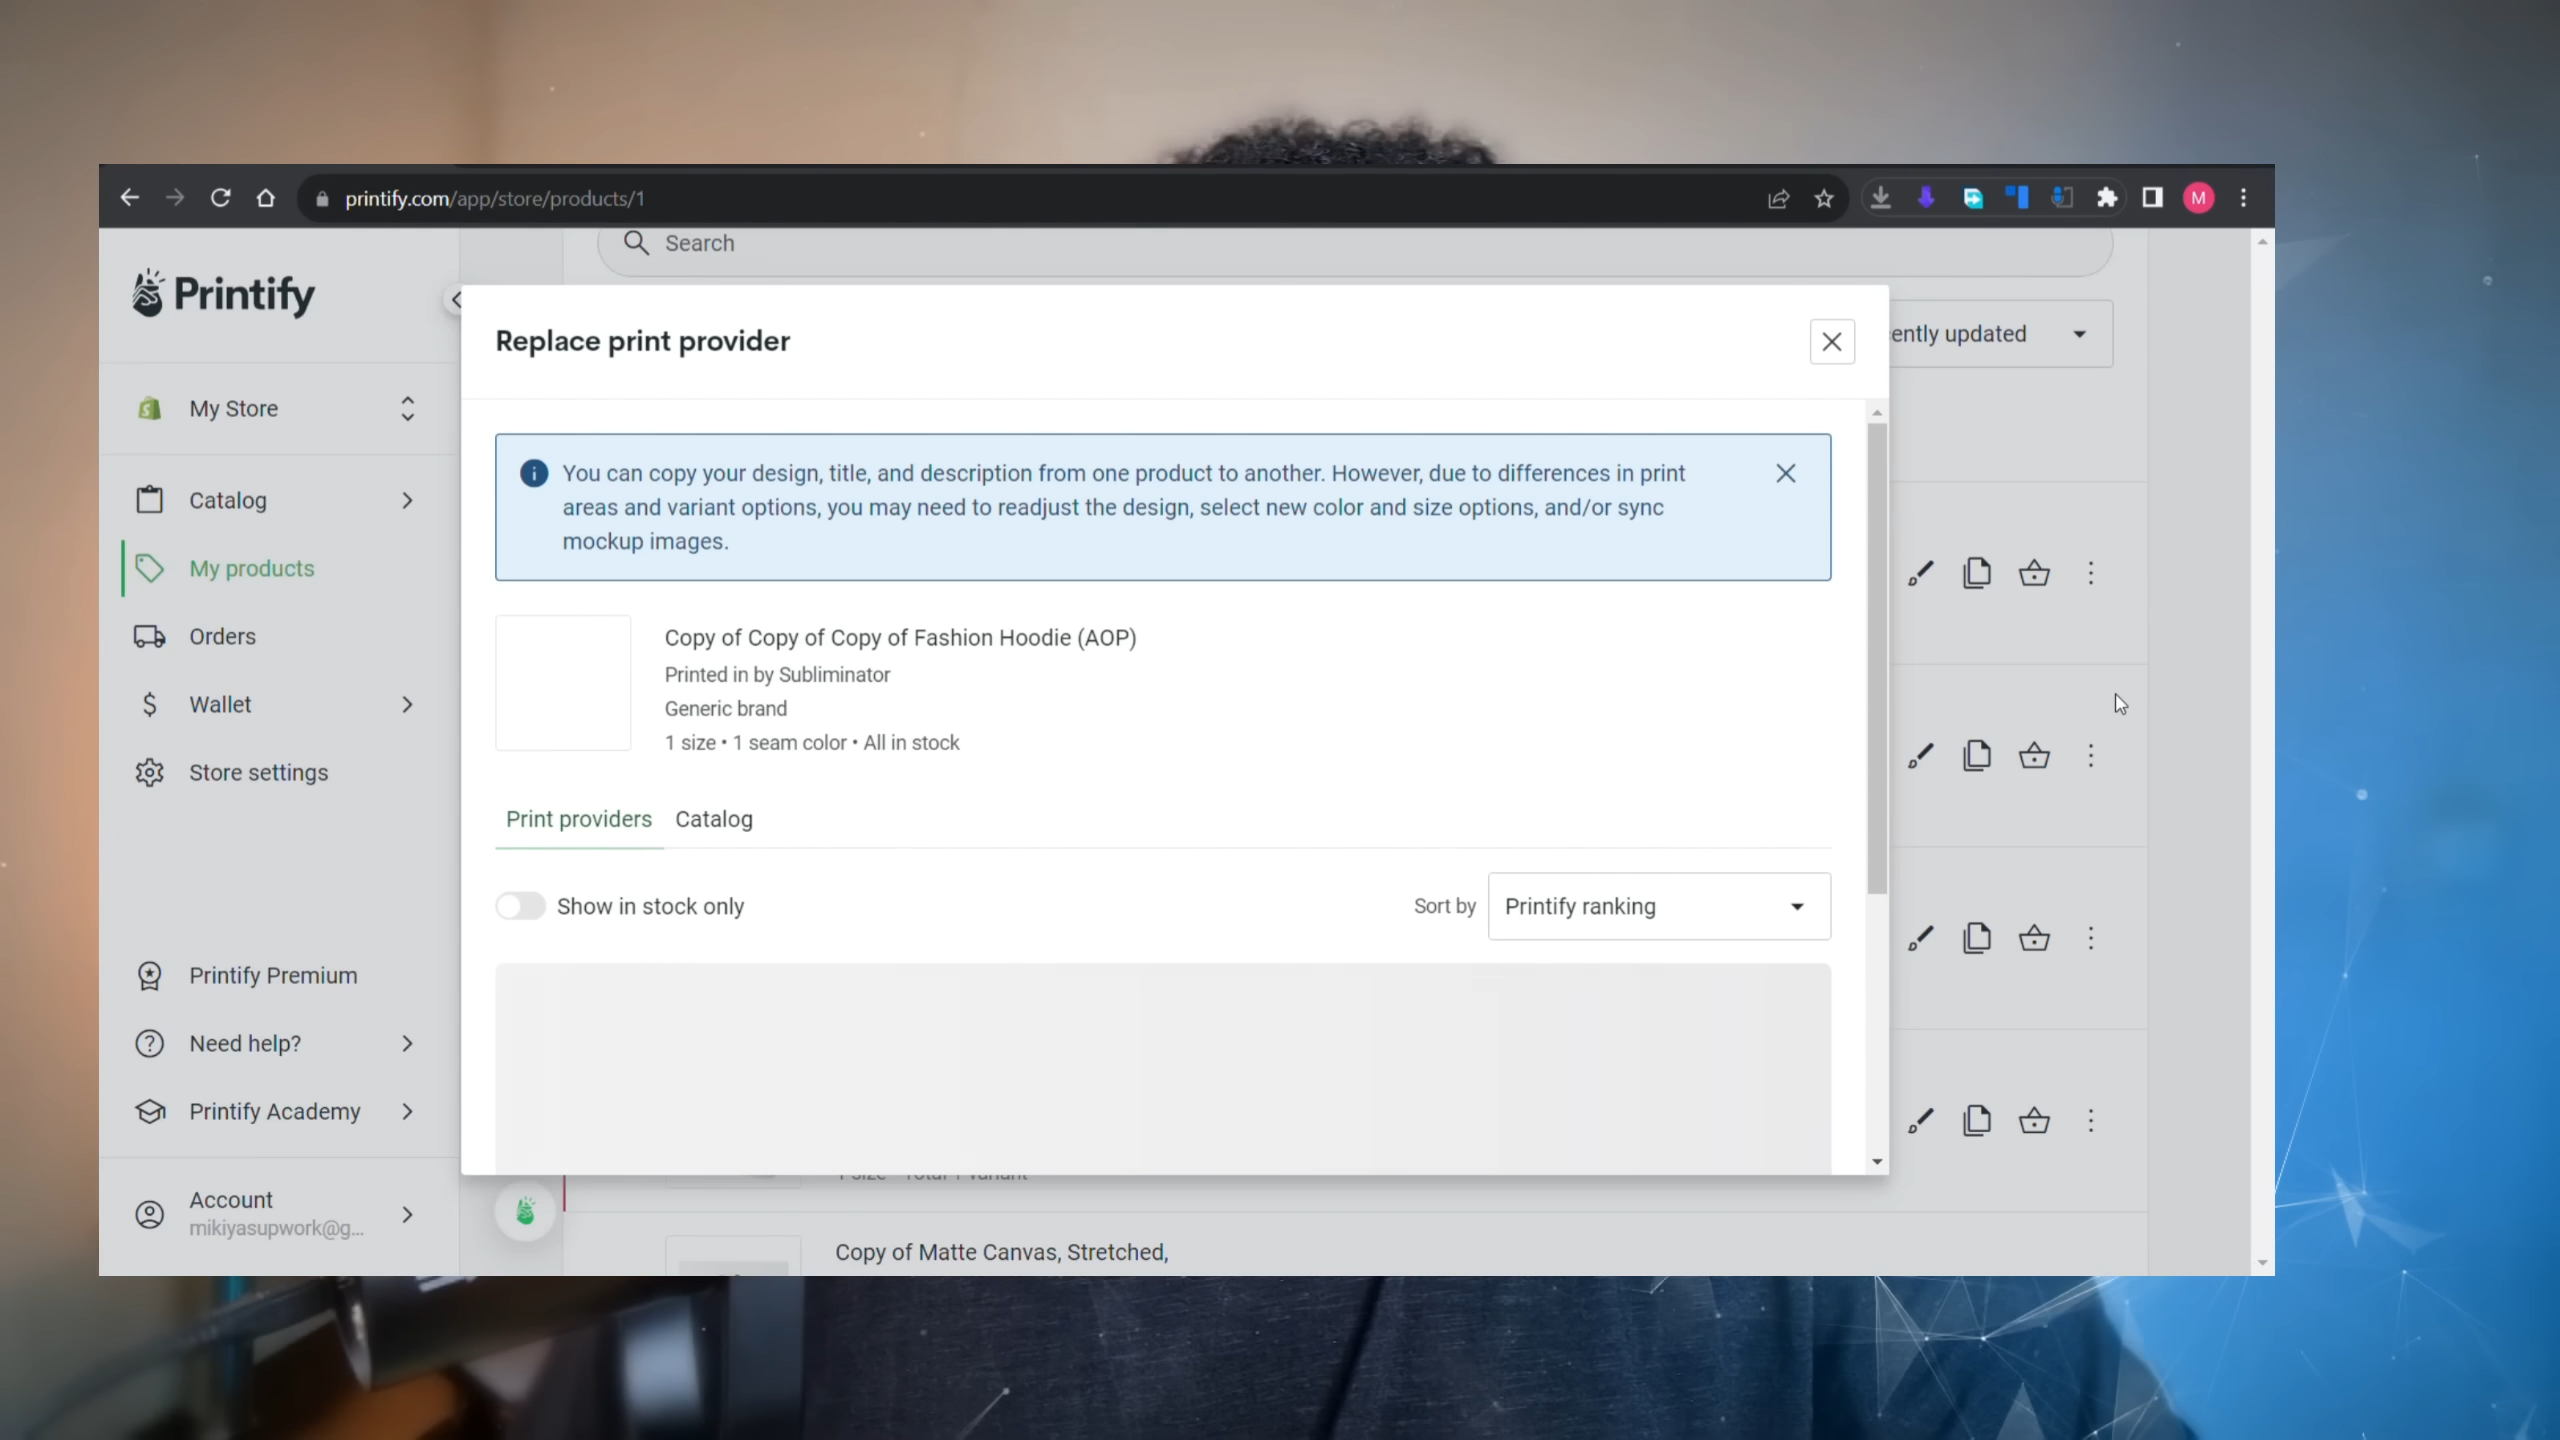 printify.com/app/store/products/1
M
Search
Printify
Replace print provider
ently updated
My Store
You can copy your design, title, and description from one product to another. However, due to differences in print
areas and variant options, you may need to readjust the design, select new color and size options, and/or sync
mockup images.
Catalog
My products
Orders
Wallet
Store settings
Copy of Copy of Copy of Fashion Hoodie (AOP)
Printed in by Subliminator
Generic brand
1 size • 1 seam color • All in stock
Print providers Catalog
Show in stock only
Sort by Printify ranking
Printify Premium
Need help?
Printify Academy
Account
mikiyasupwork@g...
Copy of Matte Canvas, Stretched,